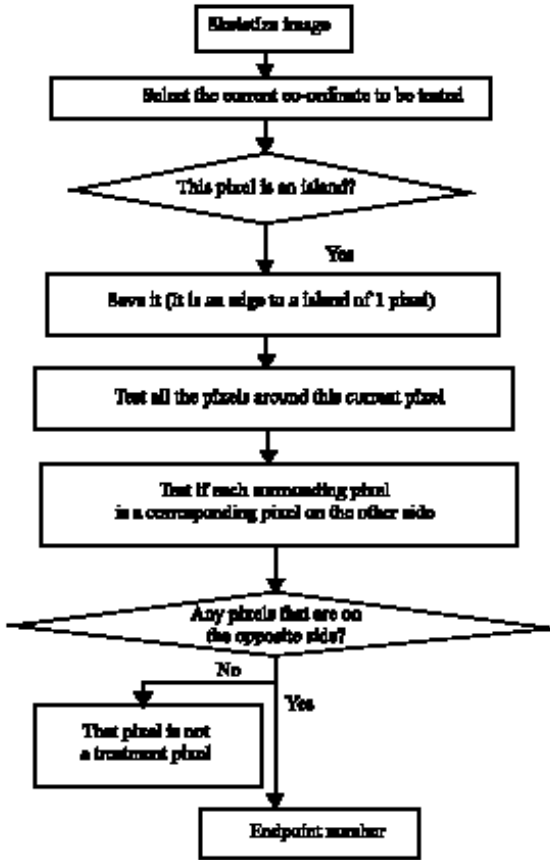 Skeletize image
Select the current co-ordinate to be tested
This pixel is an island?
Yes
Save it (it is an edge to a island of 1 pixel)
Test all the pixels around this current pixel
Test if each surrounding pixel
is a corresponding pixel on the other side
Any pixels that are on
the opposite side?
No
Yes
That pixel is not
a treatment pixel
Endpoint number